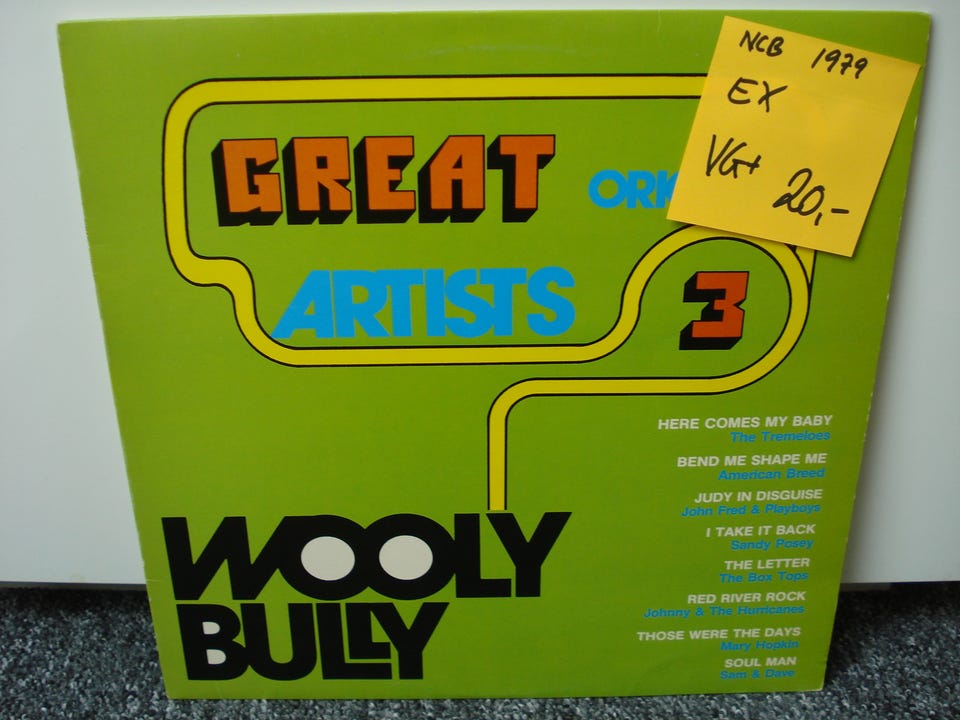 NCB 1979
EX
VG+
20,-
GREAT
ARTISTS
3
HERE COMES MY BABY
The Tremeloes
BEND ME SHAPE ME
American Breed
JUDY IN DISGUISE
John Fred & Playboys
I TAKE IT BACK
Sandy Posey
THE LETTER
The Box Tops
RED RIVER ROCK
Johnny & The Hurricanes
THOSE WERE THE DAYS
Mary Hopkin
SOUL MAN
Sam & Dave
WOOLY
BULLY